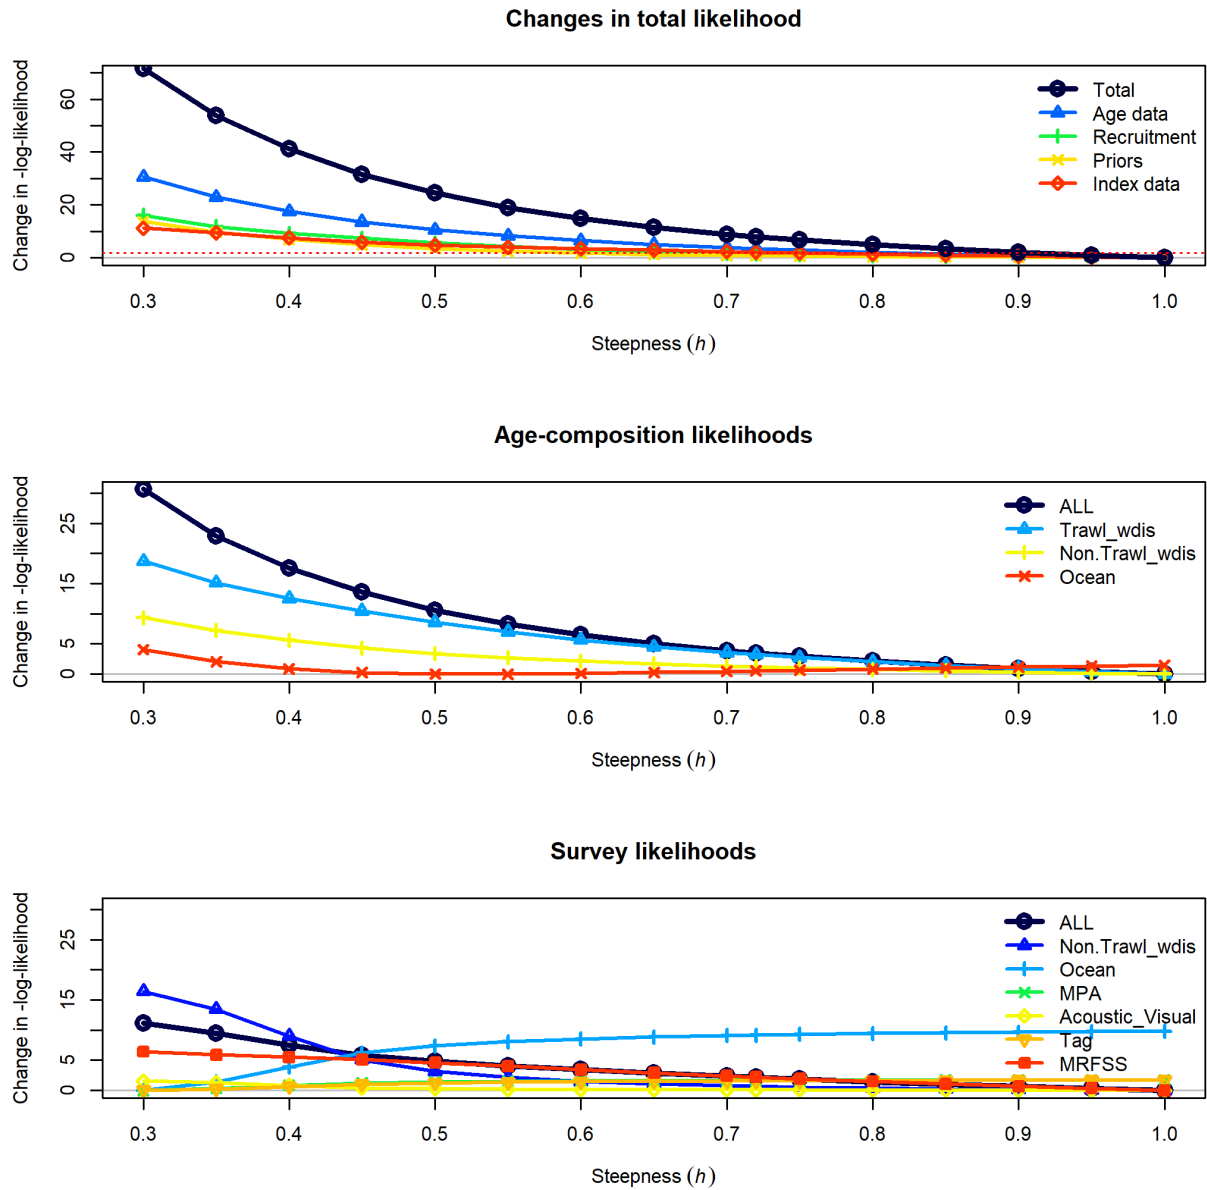 Changes in total likelihood
Change in -log-likelihood
60
40
20
0
Total
Age data
Recruitment
Priors
Index data
0.3 0.4 0.5 0.6 0.7 0.8 0.9 1.0
Steepness (h)
Age-composition likelihoods
Change in -log-likelihood
25
15
5
0
ALL
Trawl_wdis
Non.Trawl_wdis
Ocean
0.3 0.4 0.5 0.6 0.7 0.8 0.9 1.0
Steepness (h)
Survey likelihoods
Change in -log-likelihood
25
15
5
0
ALL
Non.Trawl_wdis
Ocean
MPA
Acoustic_Visual
Tag
MRFSS
0.3 0.4 0.5 0.6 0.7 0.8 0.9 1.0
Steepness (h)